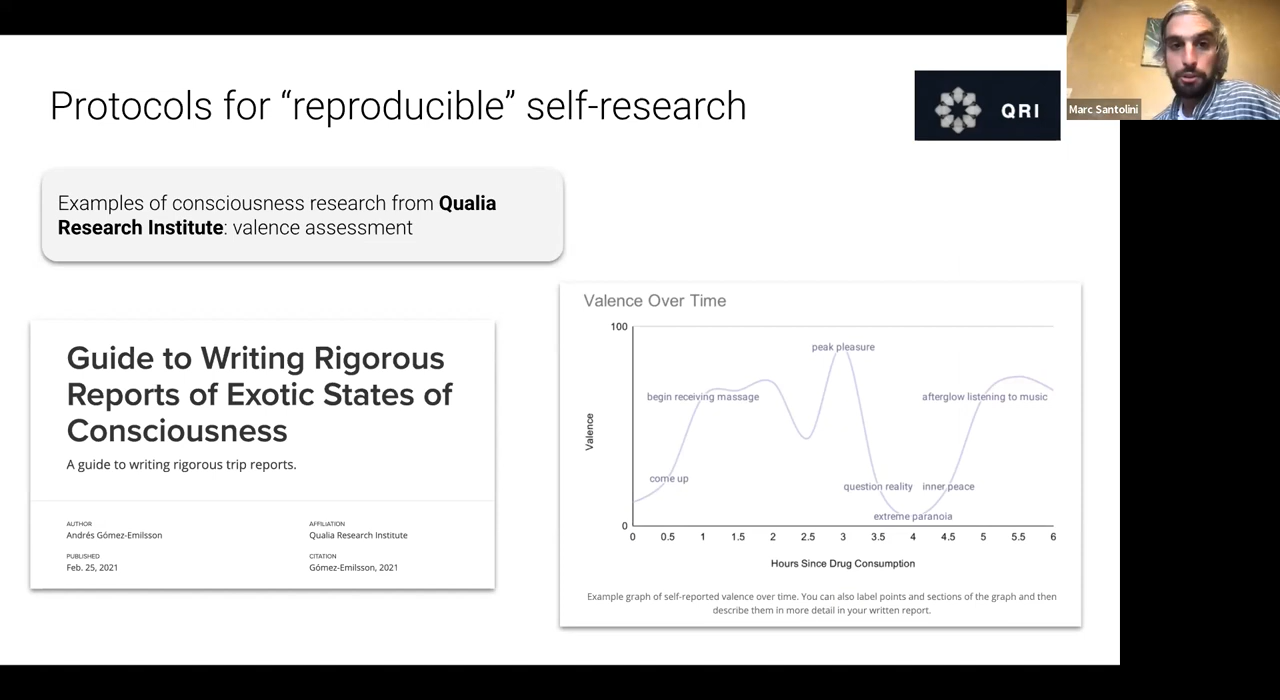 Protocols for “reproducible” self-research
QRI
Marc Santolini
Examples of consciousness research from Qualia
Research Institute: valence assessment
Guide to Writing Rigorous
Reports of Exotic States of
Consciousness
A guide to writing rigorous trip reports.
AUTHOR
Andrés Gómez-Emilsson
AFFILIATION
Qualia Research Institute
PUBLISHED
Feb. 25, 2021
CITATION
Gómez-Emilsson, 2021
Valence Over Time
100
peak pleasure
begin receiving massage
afterglow listening to music
Valence
come up
question reality
inner peace
extreme paranoia
0
0 0.5 1 1.5 2 2.5 3 3.5 4 4.5 5 5.5 6
Hours Since Drug Consumption
Example graph of self-reported valence over time. You can also label points and sections of the graph and then
describe them in more detail in your written report.